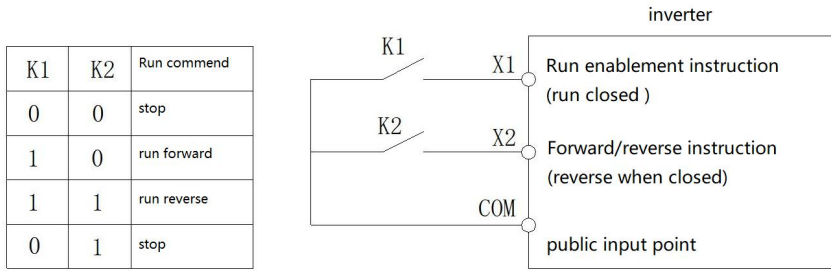 inverter
K1 K2 Run commend
0 0 stop
1 0 run forward
1 1 run reverse
0 1 stop
K1
X1
Run enablement instruction
(run closed )
K2
X2
Forward/reverse instruction
(reverse when closed)
COM
public input point